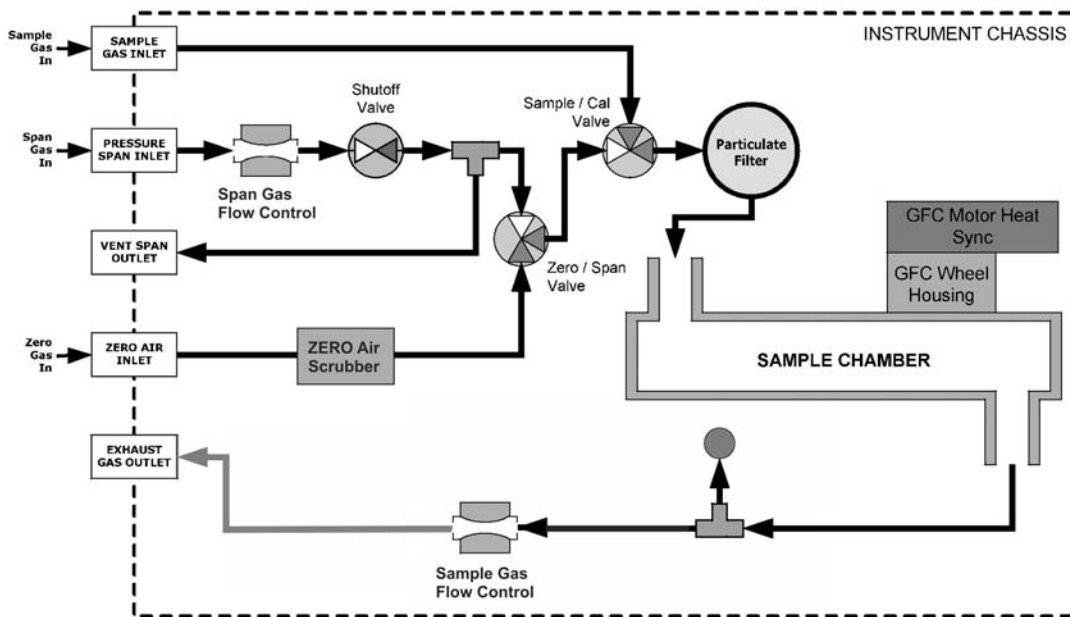 INSTRUMENT CHASSIS
Sample
Gas
In
SAMPLE
GAS INLET
Shutoff
Valve
Sample / Cal
Valve
Span
Gas
In
PRESSURE
SPAN INLET
Span Gas
Flow Control
Particulate
Filter
VENT SPAN
OUTLET
Zero / Span
Valve
GFC Motor Heat
Sync
GFC Wheel
Housing
Zero
Gas
In
ZERO AIR
INLET
ZERO Air
Scrubber
SAMPLE CHAMBER
EXHAUST
GAS OUTLET
Sample Gas
Flow Control